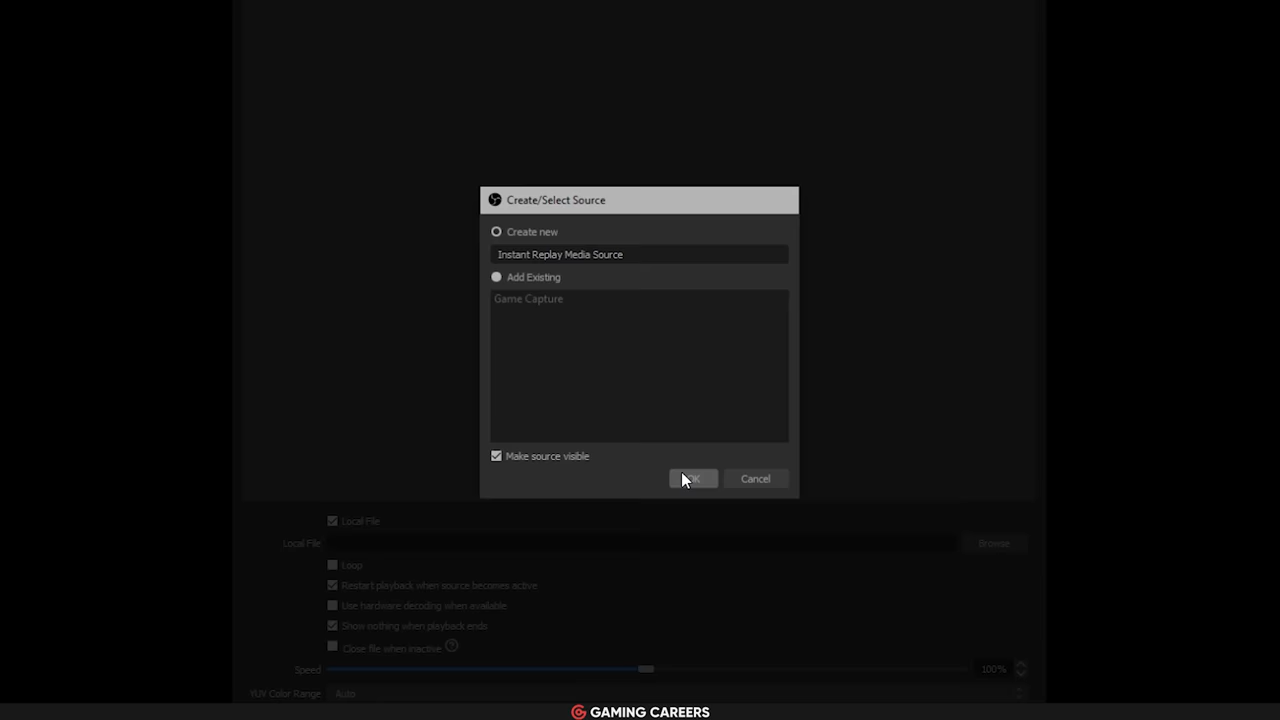 Create/Select Source
Create new
Instant Replay Media Source
Add Existing
Game Capture
Make source visible
OK Cancel
Local File
Local File Browse
Loop
Restart playback when source becomes active
Use hardware decoding when available
Show nothing when playback ends
Close file when inactive ?
Speed 100%
YUV Color Range Auto
GAMING CAREERS